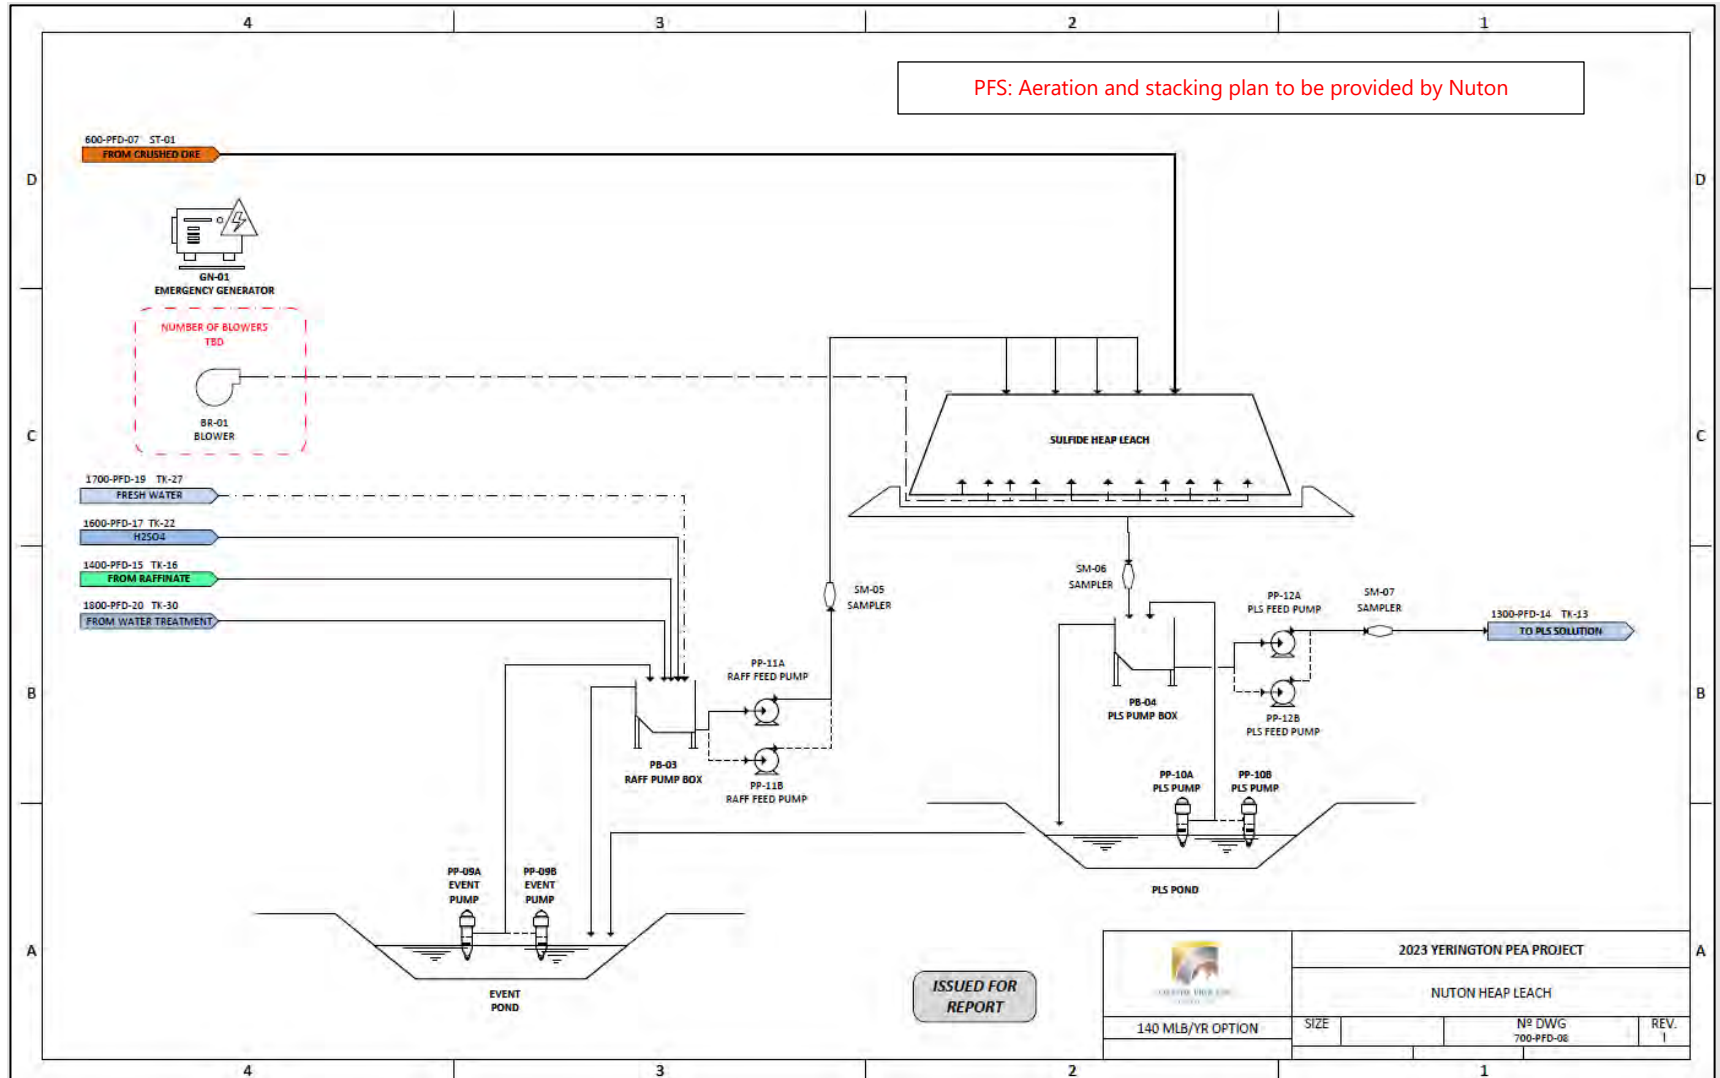 4
3
2
1
PFS: Aeration and stacking plan to be provided by Nuton
600-PFD-07 ST-01
FROM CRUSHED ORE
D
D
GN-01
EMERGENCY GENERATOR
NUMBER OF BLOWERS
TBD
BR-01
BLOWER
C
C
SULFIDE HEAP LEACH
1700-PFD-19 TK-27
FRESH WATER
1600-PFD-17 TK-22
H2SO4
1400-PFD-15 TK-16
FROM RAFFINATE
1800-PFD-20 TK-30
FROM WATER TREATMENT
SM-05
SAMPLER
SM-06
SAMPLER
PP-12A
PLS FEED PUMP
SM-07
SAMPLER
1300-PFD-14 TK-13
TO PLS SOLUTION
B
B
PP-11A
RAFF FEED PUMP
PB-03
RAFF PUMP BOX
PP-11B
RAFF FEED PUMP
PB-04
PLS PUMP BOX
PP-12B
PLS FEED PUMP
PP-10A
PLS PUMP
PP-10B
PLS PUMP
PLS POND
PP-09A
EVENT
PUMP
PP-09B
EVENT
PUMP
A
A
EVENT
POND
ISSUED FOR
REPORT
2023 YERINGTON PEA PROJECT
NUTON HEAP LEACH
140 MLB/YR OPTION
SIZE
Nº DWG
700-PFD-08
REV.
I
4
3
2
1